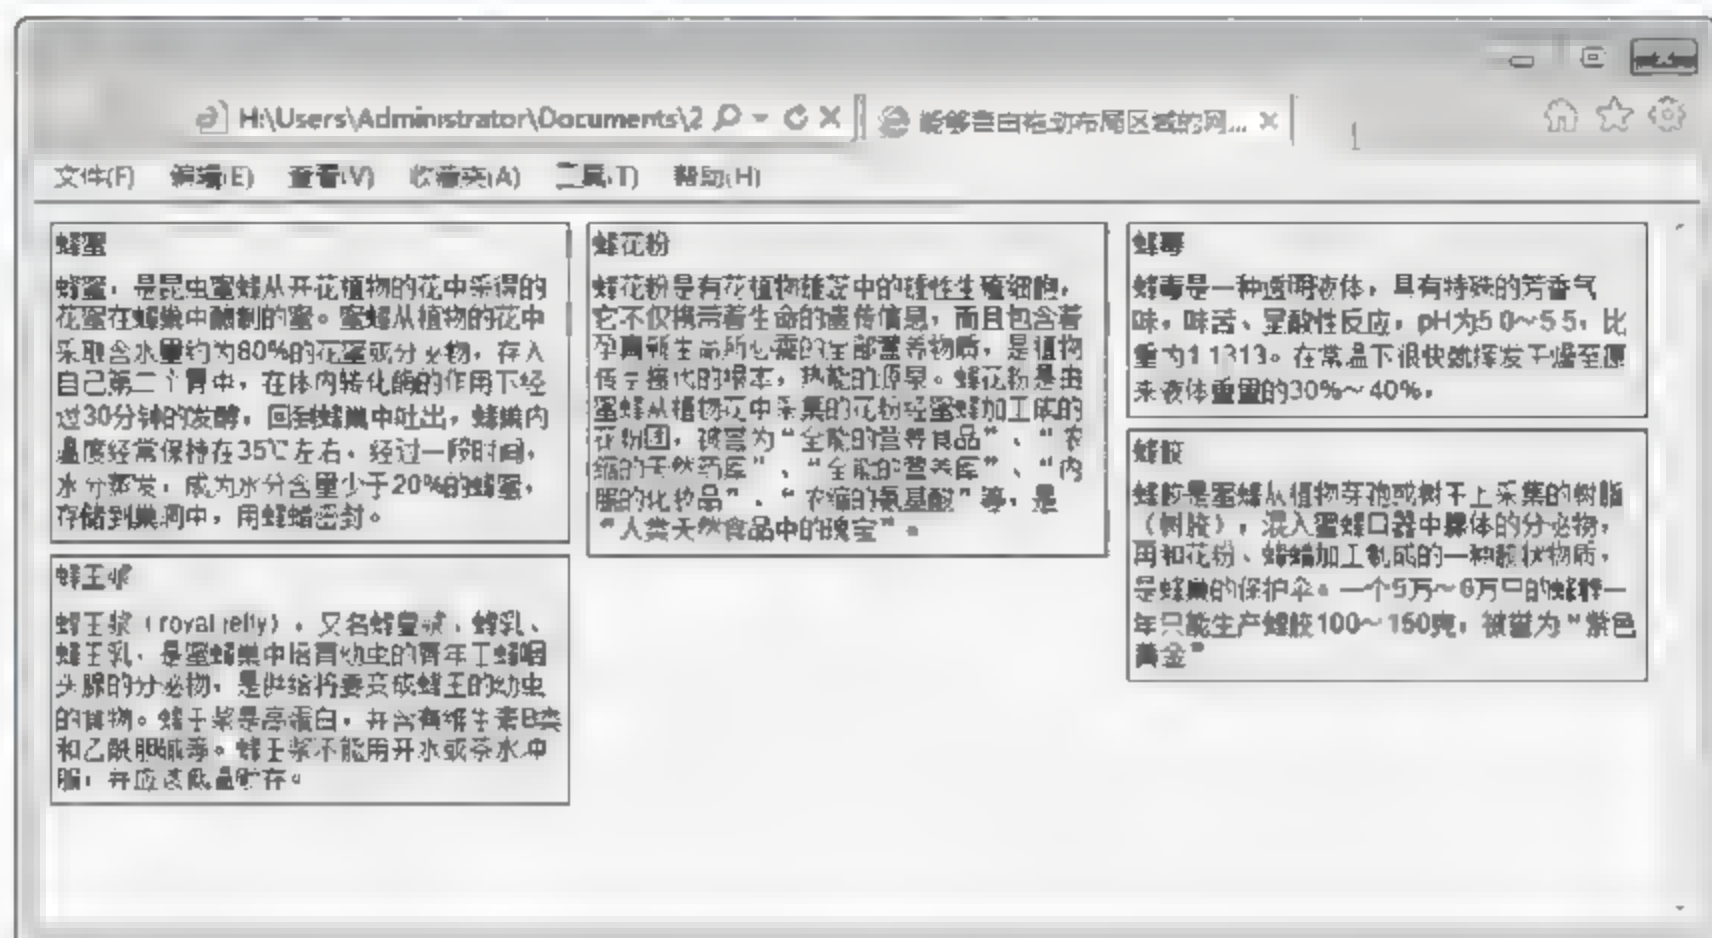 H:\Users\Administrator\Documents\2
能够自由拖动布局区域的网...
文件(F) 编辑(E) 查看(V) 收藏夹(A) 工具(T) 帮助(H)
蜂蜜
蜂蜜，是昆虫蜜蜂从开花植物的花中采得的
花蜜在蜂巢中酿制的蜜。蜜蜂从植物的花中
采取含水量约为80%的花蜜或分泌物，存入
自己第二个胃中，在体内转化酶的作用下经
过30分钟的发酵，回到蜂巢中吐出，蜂巢内
温度经常保持在35℃左右，经过一段时间，
水分蒸发，成为水分含量少于20%的蜂蜜，
存储到巢洞中，用蜂蜡密封。
蜂王浆
蜂王浆（royal jelly），又名蜂皇浆、蜂乳、
蜂王乳，是蜜蜂巢中培育幼虫的青年工蜂咽
头腺的分泌物，是供给将要变成蜂王的幼虫
的食物。蜂王浆是高蛋白，并含有维生素B类
和乙酰胆碱等。蜂王浆不能用开水或茶水冲
服，并应该低温贮存。
蜂花粉
蜂花粉是有花植物雄蕊中的雄性生殖细胞，
它不仅携带着生命的遗传信息，而且包含着
孕育新生命所必需的全部营养物质，是植物
传宗接代的根本，热能的源泉。蜂花粉是由
蜜蜂从植物花中采集的花粉经蜜蜂加工成的
花粉团，被誉为“全能的营养食品”、“浓
缩的天然药库”、“全能的营养库”、“内
服的化妆品”、“浓缩的氨基酸”等，是
“人类天然食品中的瑰宝”。
蜂毒
蜂毒是一种透明液体，具有特殊的芳香气
味，味苦、呈酸性反应，pH为5.0～5.5，比
重为1.1313。在常温下很快就挥发干燥至原
来液体重量的30%～40%，
蜂胶
蜂胶是蜜蜂从植物芽孢或树干上采集的树脂
（树胶），混入蜜蜂口器中腺体的分泌物，
再和花粉、蜂蜡加工制成的一种胶状物质，
是蜂巢的保护伞。一个5万～6万只的蜂群一
年只能生产蜂胶100～150克，被誉为“紫色
黄金”